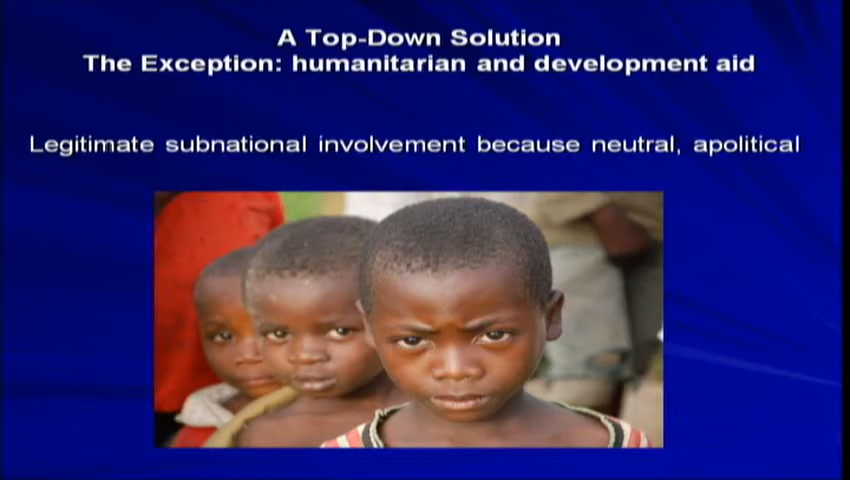 A Top-Down Solution
The Exception: humanitarian and development aid
Legitimate subnational involvement because neutral, apolitical